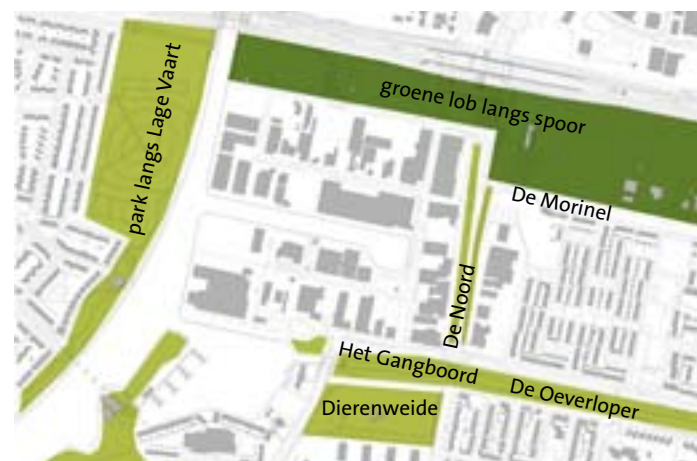 park langs Lage Vaart
groene lob langs spoor
De Morinel
De Noord
Het Gangboord
De Oeverloper
Dierenweide